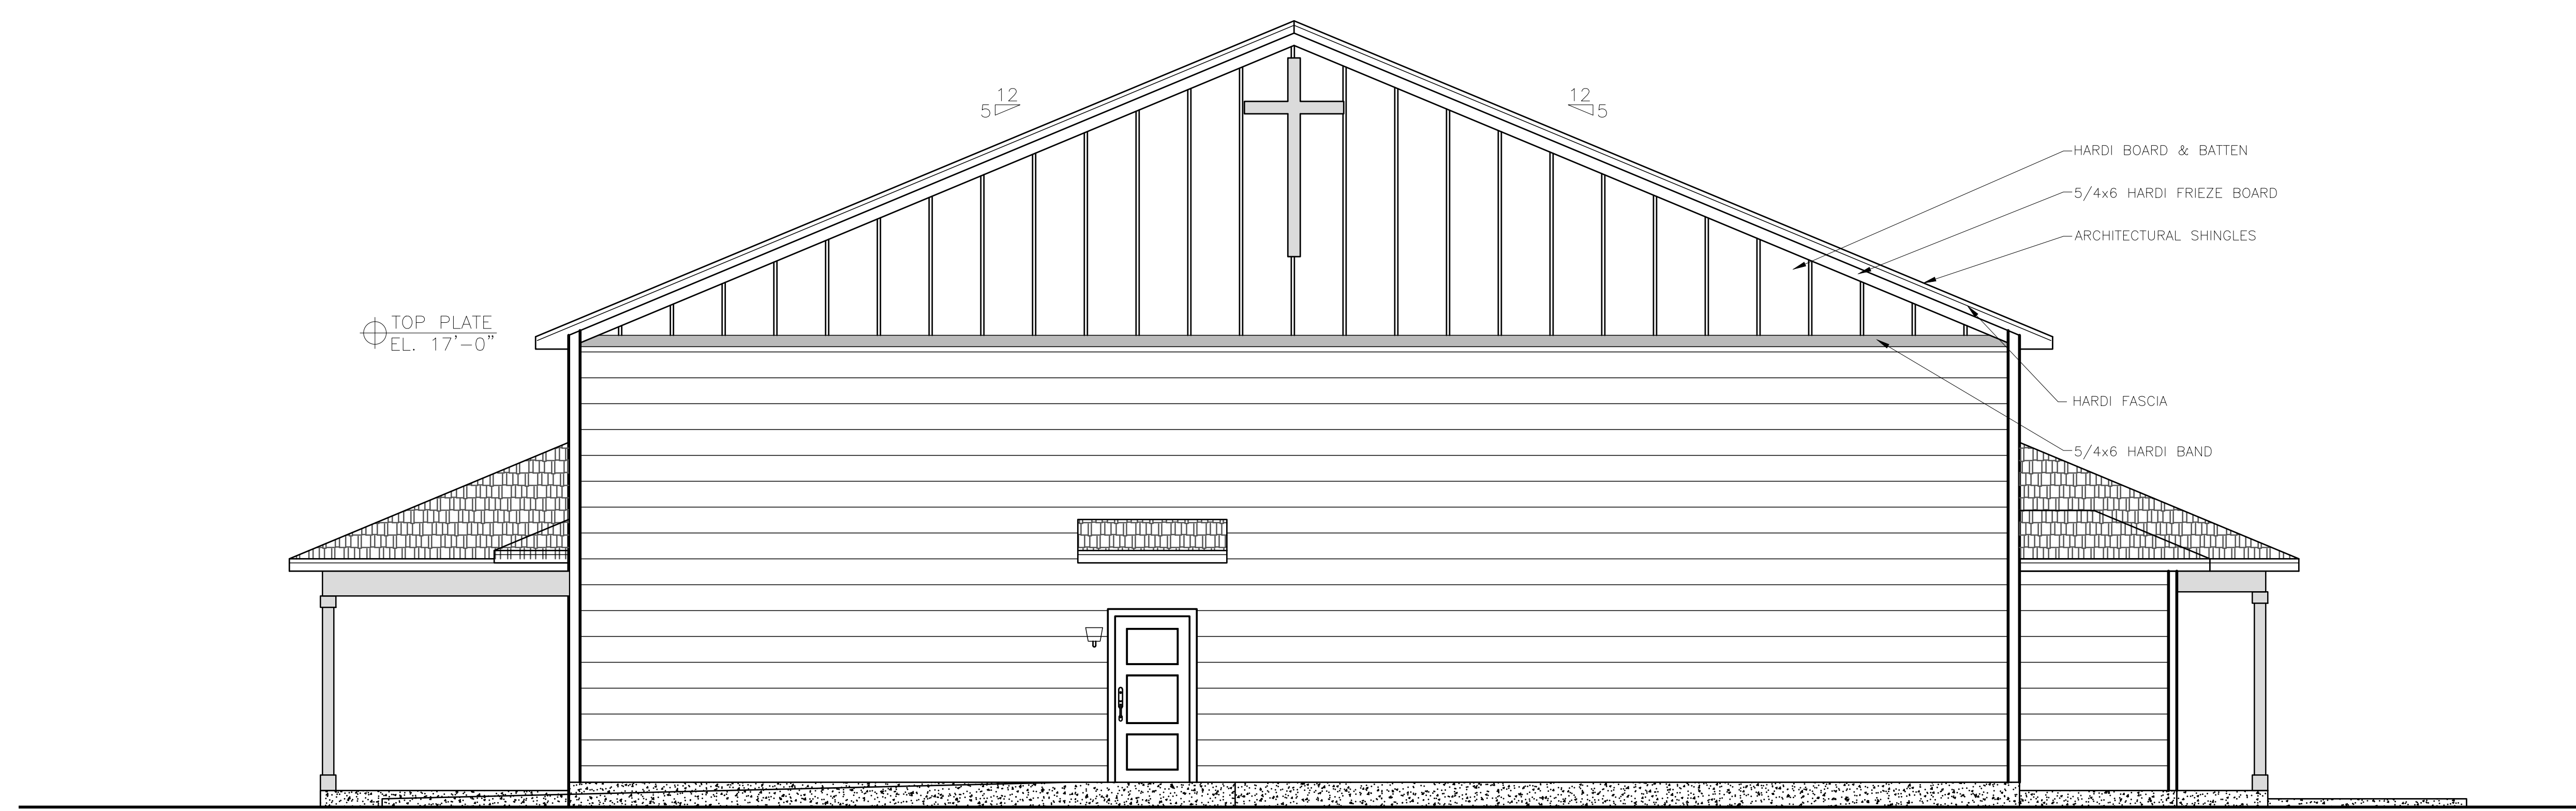 12
5
12
5
HARDI BOARD & BATTEN
5/4x6 HARDI FRIEZE BOARD
ARCHITECTURAL SHINGLES
TOP PLATE
EL. 17'-0"
HARDI FASCIA
5/4x6 HARDI BAND